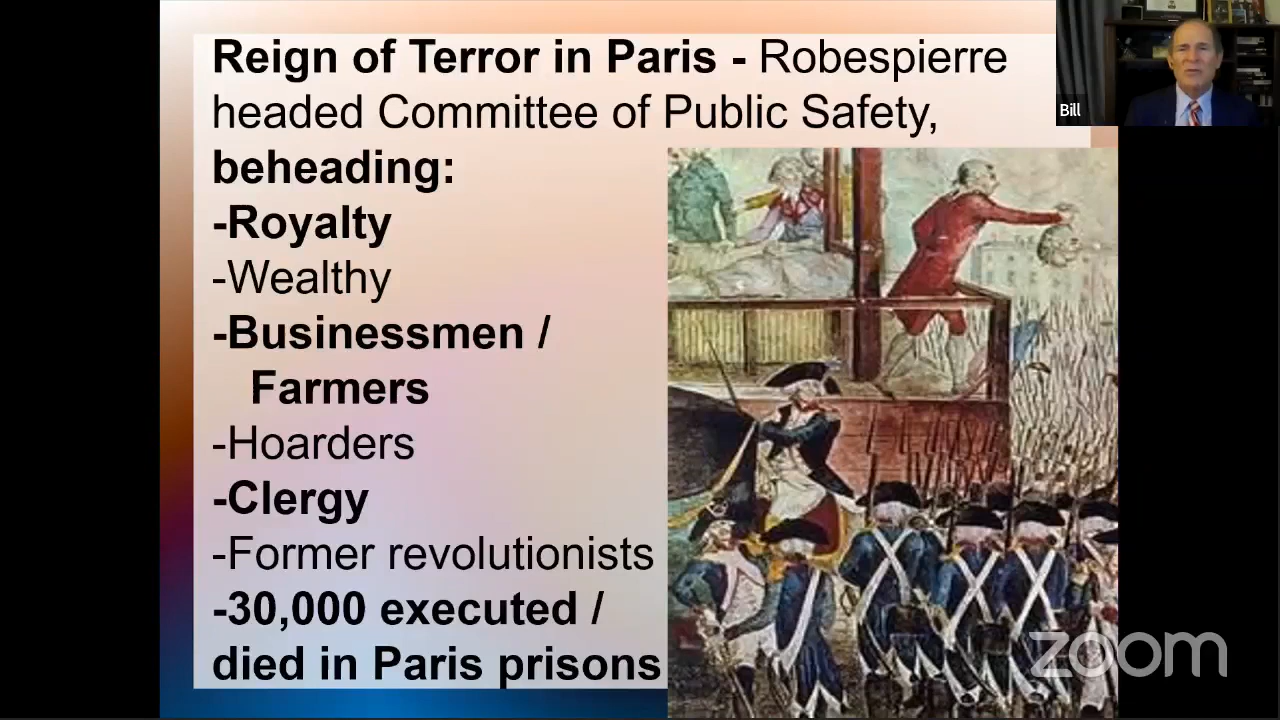 Reign of Terror in Paris - Robespierre
headed Committee of Public Safety,
beheading:
-Royalty
-Wealthy
-Businessmen /
Farmers
-Hoarders
-Clergy
-Former revolutionists
-30,000 executed /
died in Paris prisons
Bill
zoom